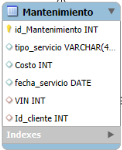 Mantenimiento
id_Mantenimiento INT
tipo_servicio VARCHAR(4...
Costo INT
fecha_servicio DATE
VIN INT
Id_cliente INT
Indexes